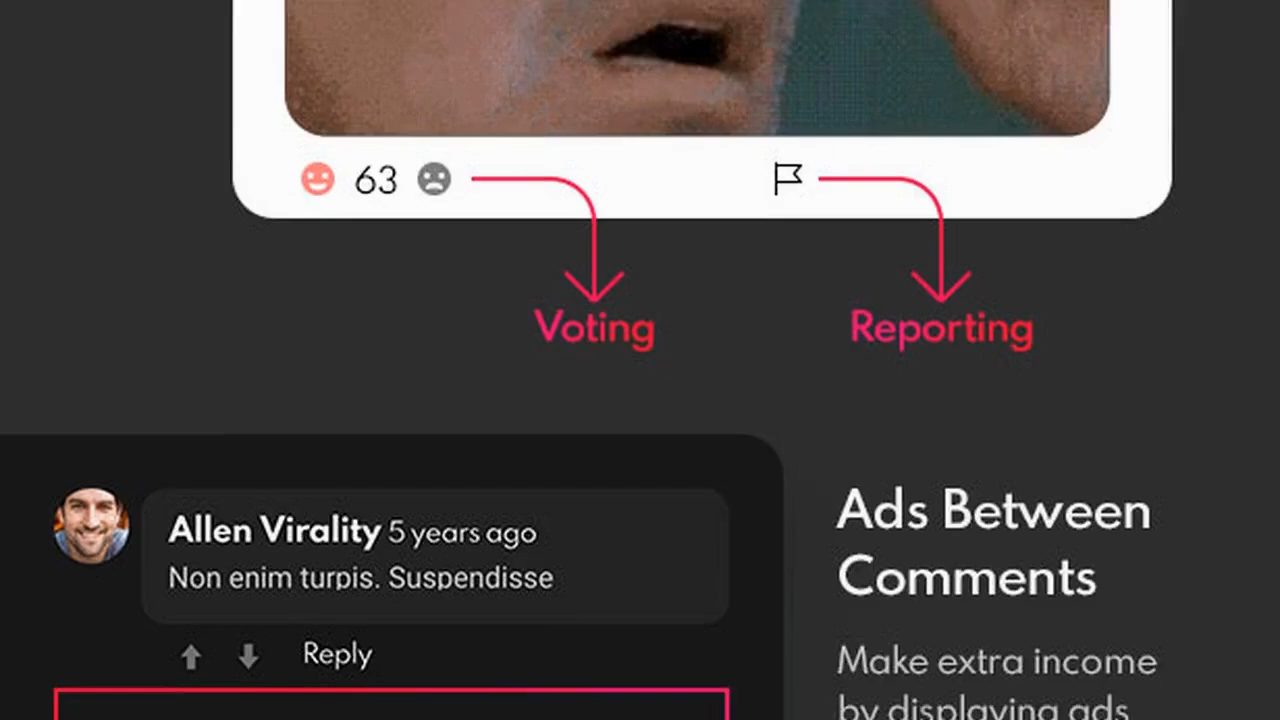 63
Voting
Reporting
Allen Virality 5 years ago
Non enim turpis. Suspendisse
Reply
Ads Between
Comments
Make extra income
by displaying ads